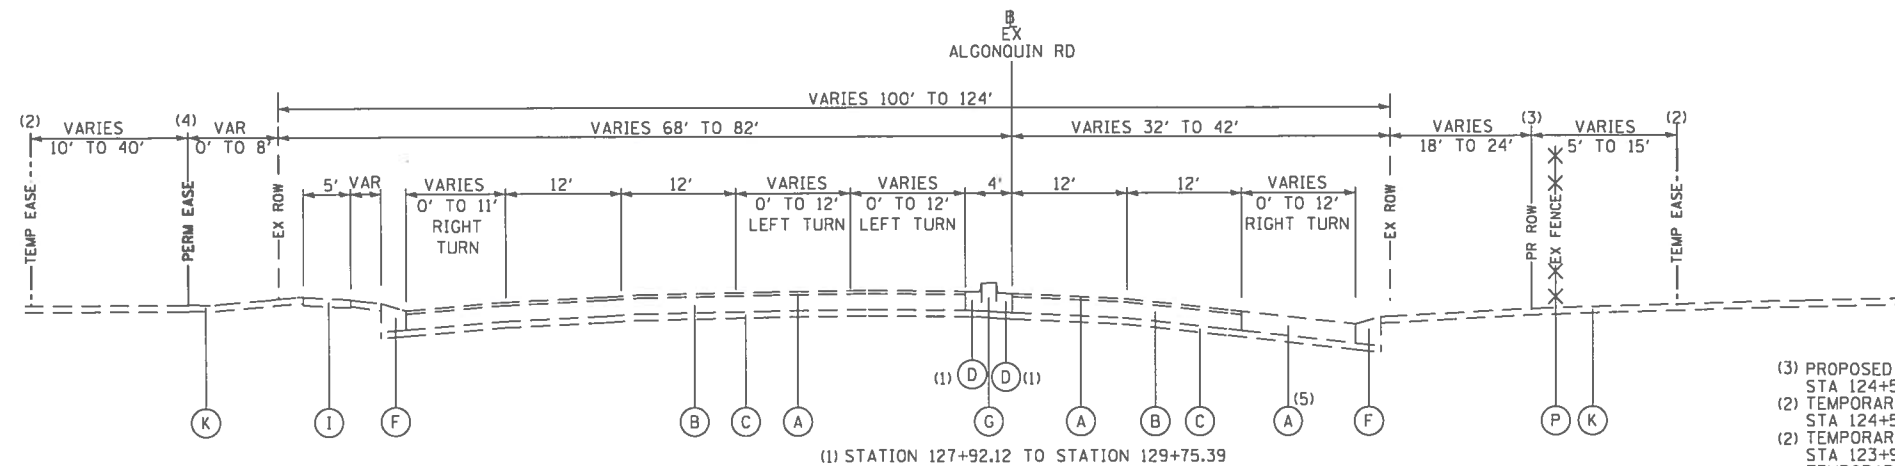 B
EX
ALGONQUIN RD
VARIES 100' TO 124'
(2) VARIES (4) VAR VARIES 68' TO 82' VARIES 32' TO 42' VARIES (3) VARIES (2)
10' TO 40' 0' TO 8' 18' TO 24' 5' TO 15'
5' VAR VARIES 12' 12' VARIES VARIES 4' 12' 12' VARIES
0' TO 11' 0' TO 12' 0' TO 12' 0' TO 12'
RIGHT LEFT TURN LEFT TURN RIGHT TURN
TURN
TEMP EASE
PERM EASE
EX ROW
EX ROW
PR ROW
EX FENCE
TEMP EASE
(1) D D (1)
K I F B C A G A B C A (5) F P K
(1) STATION 127+92.12 TO STATION 129+75.39
(3) PROPOSED
STA 124+5
(2) TEMPORAR
STA 124+5
(2) TEMPORAR
STA 123+9